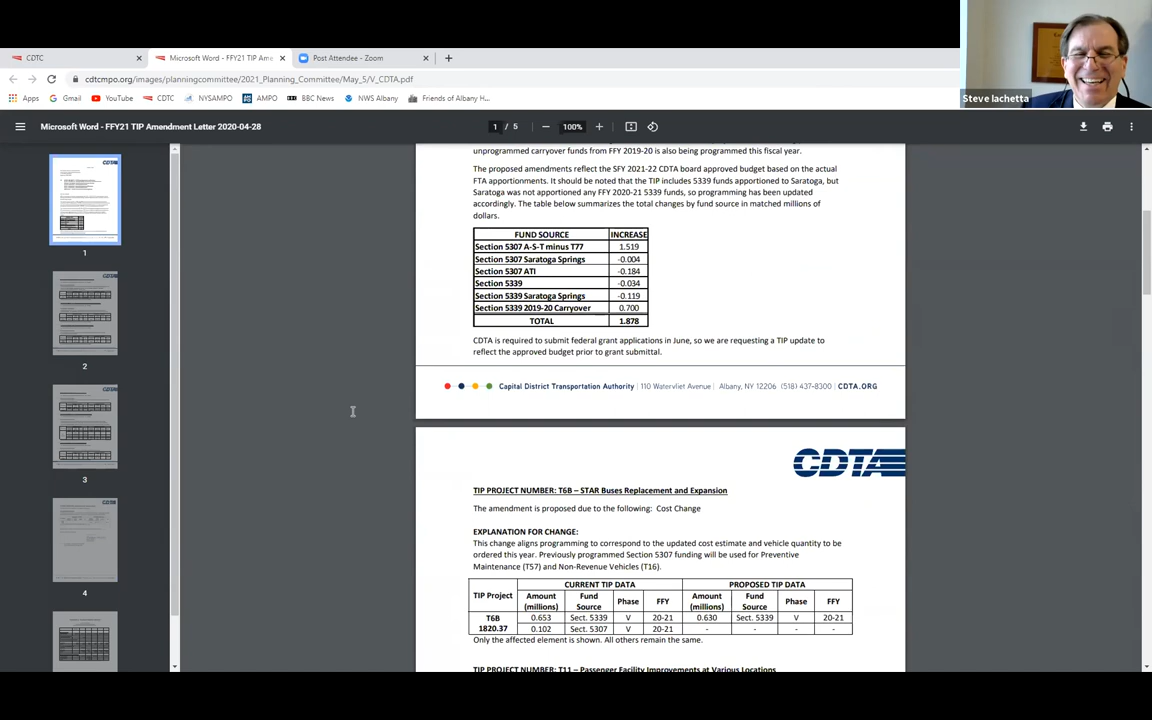 Steve Iachetta
CDTC
Microsoft Word - FFY21 TIP Ame
Post Attendee - Zoom
cdtcmpo.org/images/planningcommittee/2021_Planning_Committee/May_5/V_CDTA.pdf
Apps
Gmail
YouTube
CDTC
NYSAMPO
AMPO
BBC News
NWS Albany
Friends of Albany H...
Microsoft Word - FFY21 TIP Amendment Letter 2020-04-28
1 / 5
100%
1
2
3
4
unprogrammed carryover funds from FFY 2019-20 is also being programmed this fiscal year.
The proposed amendments reflect the SFY 2021-22 CDTA board approved budget based on the actual
FTA apportionments. It should be noted that the TIP includes 5339 funds apportioned to Saratoga, but
Saratoga was not apportioned any FFY 2020-21 5339 funds, so programming has been updated
accordingly. The table below summarizes the total changes by fund source in matched millions of
dollars.
FUND SOURCE INCREASE
Section 5307 A-S-T minus T77 1.519
Section 5307 Saratoga Springs -0.004
Section 5307 ATI -0.184
Section 5339 -0.034
Section 5339 Saratoga Springs -0.119
Section 5339 2019-20 Carryover 0.700
TOTAL 1.878
CDTA is required to submit federal grant applications in June, so we are requesting a TIP update to
reflect the approved budget prior to grant submittal.
Capital District Transportation Authority | 110 Watervliet Avenue | Albany, NY 12206 (518) 437-8300 | CDTA.ORG
CDTA
TIP PROJECT NUMBER: T6B – STAR Buses Replacement and Expansion
The amendment is proposed due to the following: Cost Change
EXPLANATION FOR CHANGE:
This change aligns programming to correspond to the updated cost estimate and vehicle quantity to be
ordered this year. Previously programmed Section 5307 funding will be used for Preventive
Maintenance (T57) and Non-Revenue Vehicles (T16).
TIP Project CURRENT TIP DATA PROPOSED TIP DATA
Amount (millions) Fund Source Phase FFY Amount (millions) Fund Source Phase FFY
T6B 0.653 Sect. 5339 V 20-21 0.630 Sect. 5339 V 20-21
1820.37 0.102 Sect. 5307 V 20-21 - - - -
Only the affected element is shown. All others remain the same.
TIP PROJECT NUMBER: T11 – Passenger Facility Improvements at Various Locations